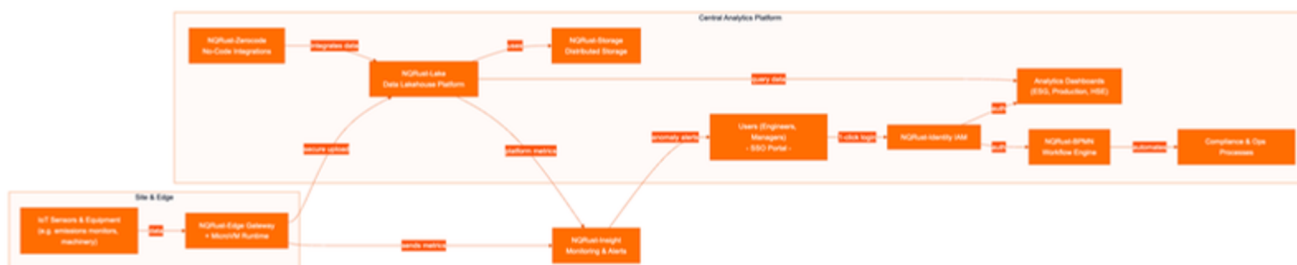 Central Analytics Platform
NQRust-Zerocode
No-Code Integrations
integrates data
NQRust-Lake
Data Lakehouse Platform
uses
NQRust-Storage
Distributed Storage
query data
Analytics Dashboards
(ESG, Production, HSE)
secure upload
platform metrics
anomaly alerts
Users (Engineers,
Managers)
- SSO Portal -
1-click login
NQRust-Identity IAM
auth
auth
NQRust-BPMN
Workflow Engine
automates
Compliance & Ops
Processes
Site & Edge
IoT Sensors & Equipment
(e.g. emissions monitors,
machinery)
data
NQRust-Edge Gateway
+ MicroVM Runtime
sends metrics
NQRust-Insight
Monitoring & Alerts